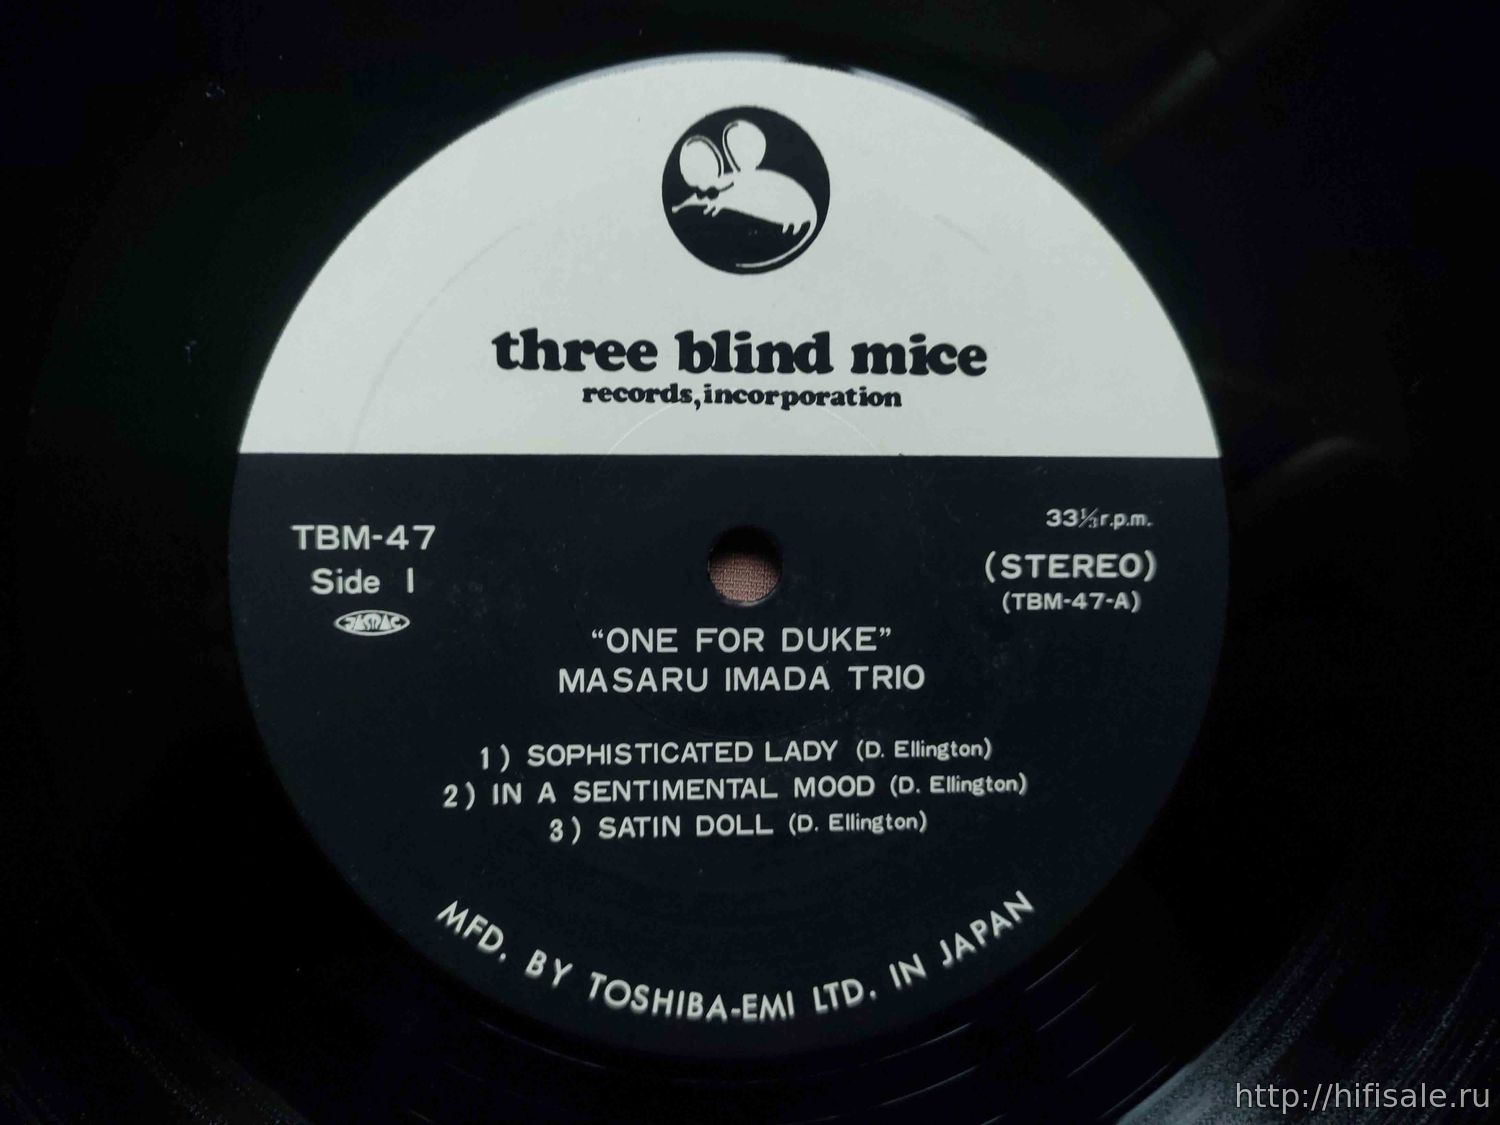 three blind mice
records,incorporation
33⅓ r.p.m.
TBM-47
(STEREO)
Side 1
(TBM-47-A)
JASRAC
“ONE FOR DUKE”
MASARU IMADA TRIO
1) SOPHISTICATED LADY (D. Ellington)
2) IN A SENTIMENTAL MOOD (D. Ellington)
3) SATIN DOLL (D. Ellington)
MFD. BY TOSHIBA-EMI LTD. IN JAPAN
http://hifisale.ru